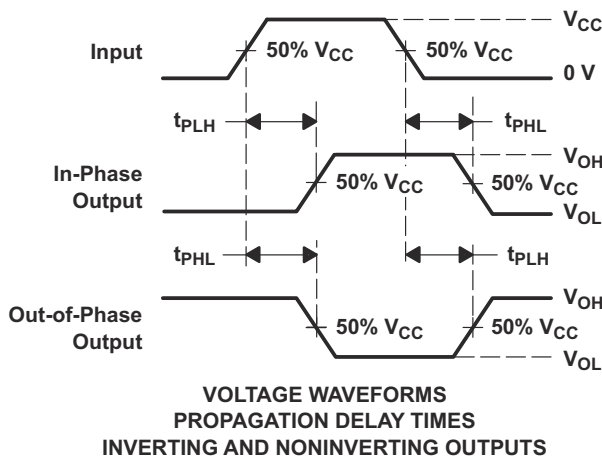 V_CC
Input
50% V_CC
50% V_CC
0 V
t_PLH
t_PHL
V_OH
In-Phase
Output
50% V_CC
50% V_CC
V_OL
t_PHL
t_PLH
V_OH
Out-of-Phase
Output
50% V_CC
50% V_CC
V_OL
VOLTAGE WAVEFORMS
PROPAGATION DELAY TIMES
INVERTING AND NONINVERTING OUTPUTS